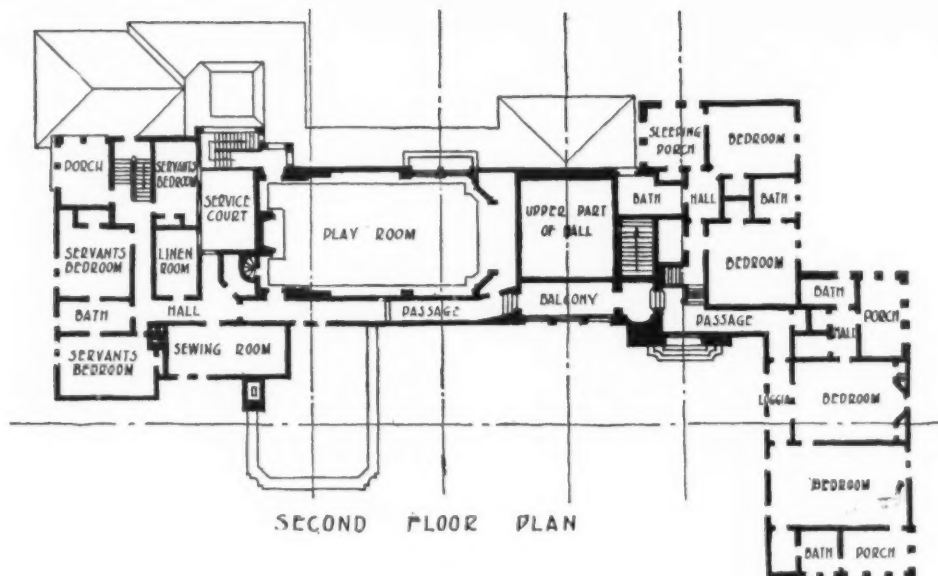 PORCH
SERVANTS
BEDROOM
SERVICE
COURT
PLAY ROOM
SERVANTS
BEDROOM
LINEN
ROOM
BATH
HALL
PASSAGE
SERVANTS
BEDROOM
SEWING ROOM
UPPER PART
OF HALL
BALCONY
SLEEPING
PORCH
BEDROOM
BATH
HALL
BATH
BEDROOM
BATH
PORCH
PASSAGE
HALL
LOGGIA
BEDROOM
BEDROOM
BATH
PORCH
SECOND FLOOR PLAN